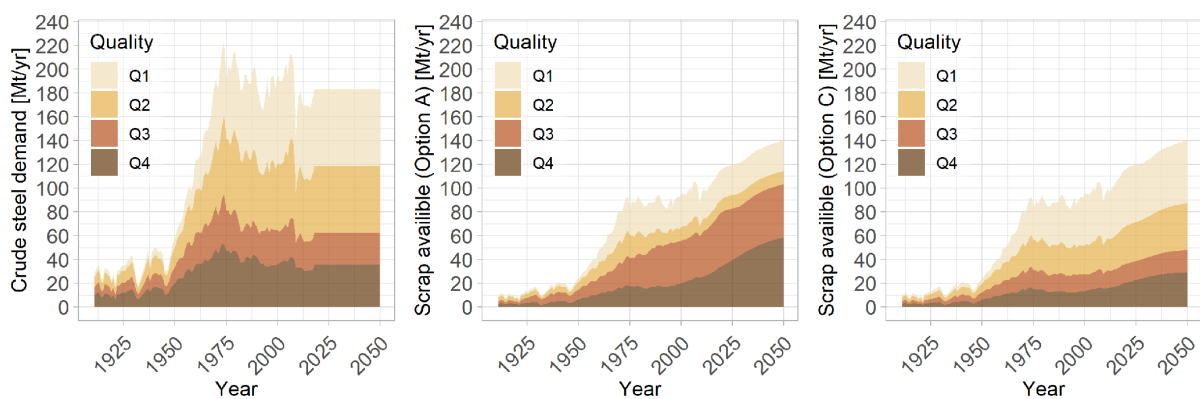 Crude steel demand [Mt/yr]
240
220
200
180
160
140
120
100
80
60
40
20
0
Quality
Q1
Q2
Q3
Q4
1925
1950
1975
2000
2025
2050
Year
Scrap availible (Option A) [Mt/yr]
240
220
200
180
160
140
120
100
80
60
40
20
0
Quality
Q1
Q2
Q3
Q4
1925
1950
1975
2000
2025
2050
Year
Scrap availible (Option C) [Mt/yr]
240
220
200
180
160
140
120
100
80
60
40
20
0
Quality
Q1
Q2
Q3
Q4
1925
1950
1975
2000
2025
2050
Year